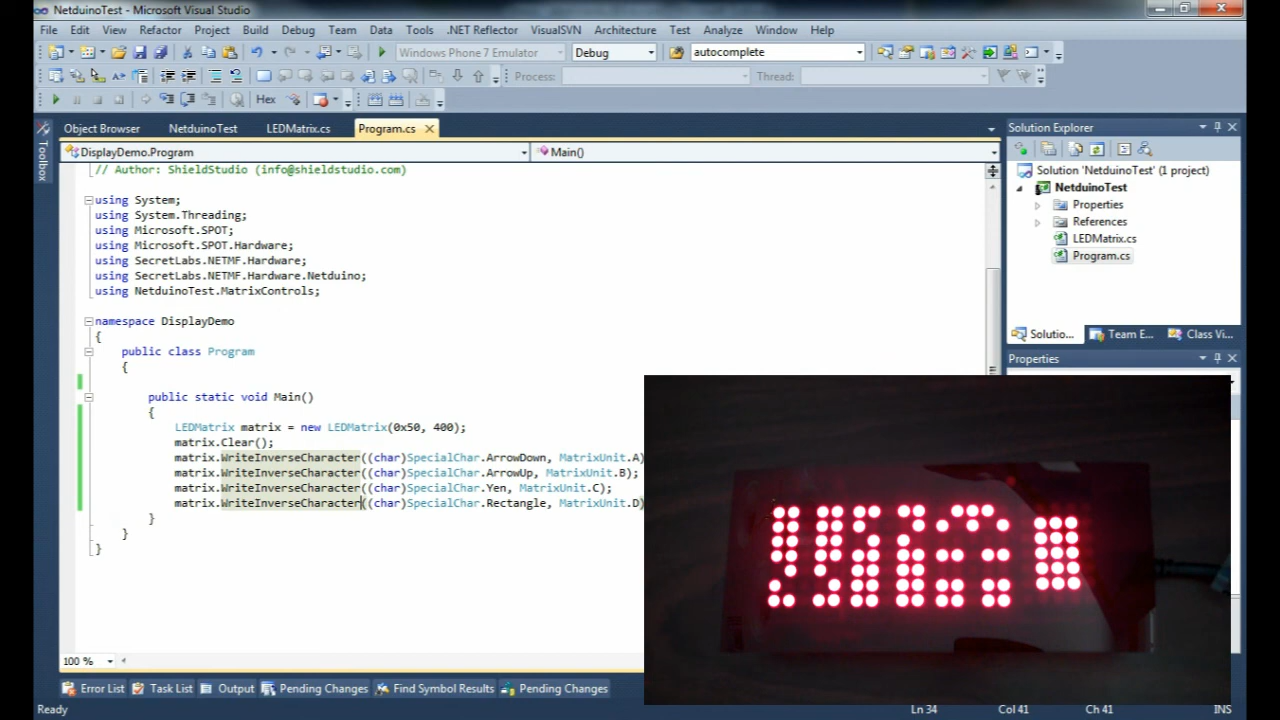 NetduinoTest - Microsoft Visual Studio
File Edit View Refactor Project Build Debug Team Data Tools .NET Reflector VisualSVN Architecture Test Analyze Window Help
Windows Phone 7 Emulator Debug autocomplete
Process: Thread:
Hex
Toolbox
Object Browser NetduinoTest LEDMatrix.cs Program.cs
DisplayDemo.Program Main()
// Author: ShieldStudio (info@shieldstudio.com)
using System;
using System.Threading;
using Microsoft.SPOT;
using Microsoft.SPOT.Hardware;
using SecretLabs.NETMF.Hardware;
using SecretLabs.NETMF.Hardware.Netduino;
using NetduinoTest.MatrixControls;
namespace DisplayDemo
{
public class Program
{
public static void Main()
{
LEDMatrix matrix = new LEDMatrix(0x50, 400);
matrix.Clear();
matrix.WriteInverseCharacter((char)SpecialChar.ArrowDown, MatrixUnit.A)
matrix.WriteInverseCharacter((char)SpecialChar.ArrowUp, MatrixUnit.B);
matrix.WriteInverseCharacter((char)SpecialChar.Yen, MatrixUnit.C);
matrix.WriteInverseCharacter((char)SpecialChar.Rectangle, MatrixUnit.D)
}
}
}
100 %
Solution Explorer
Solution 'NetduinoTest' (1 project)
NetduinoTest
Properties
References
LEDMatrix.cs
Program.cs
Solutio... Team E... Class Vi...
Properties
Error List Task List Output Pending Changes Find Symbol Results Pending Changes
Ready Ln 34 Col 41 Ch 41 INS